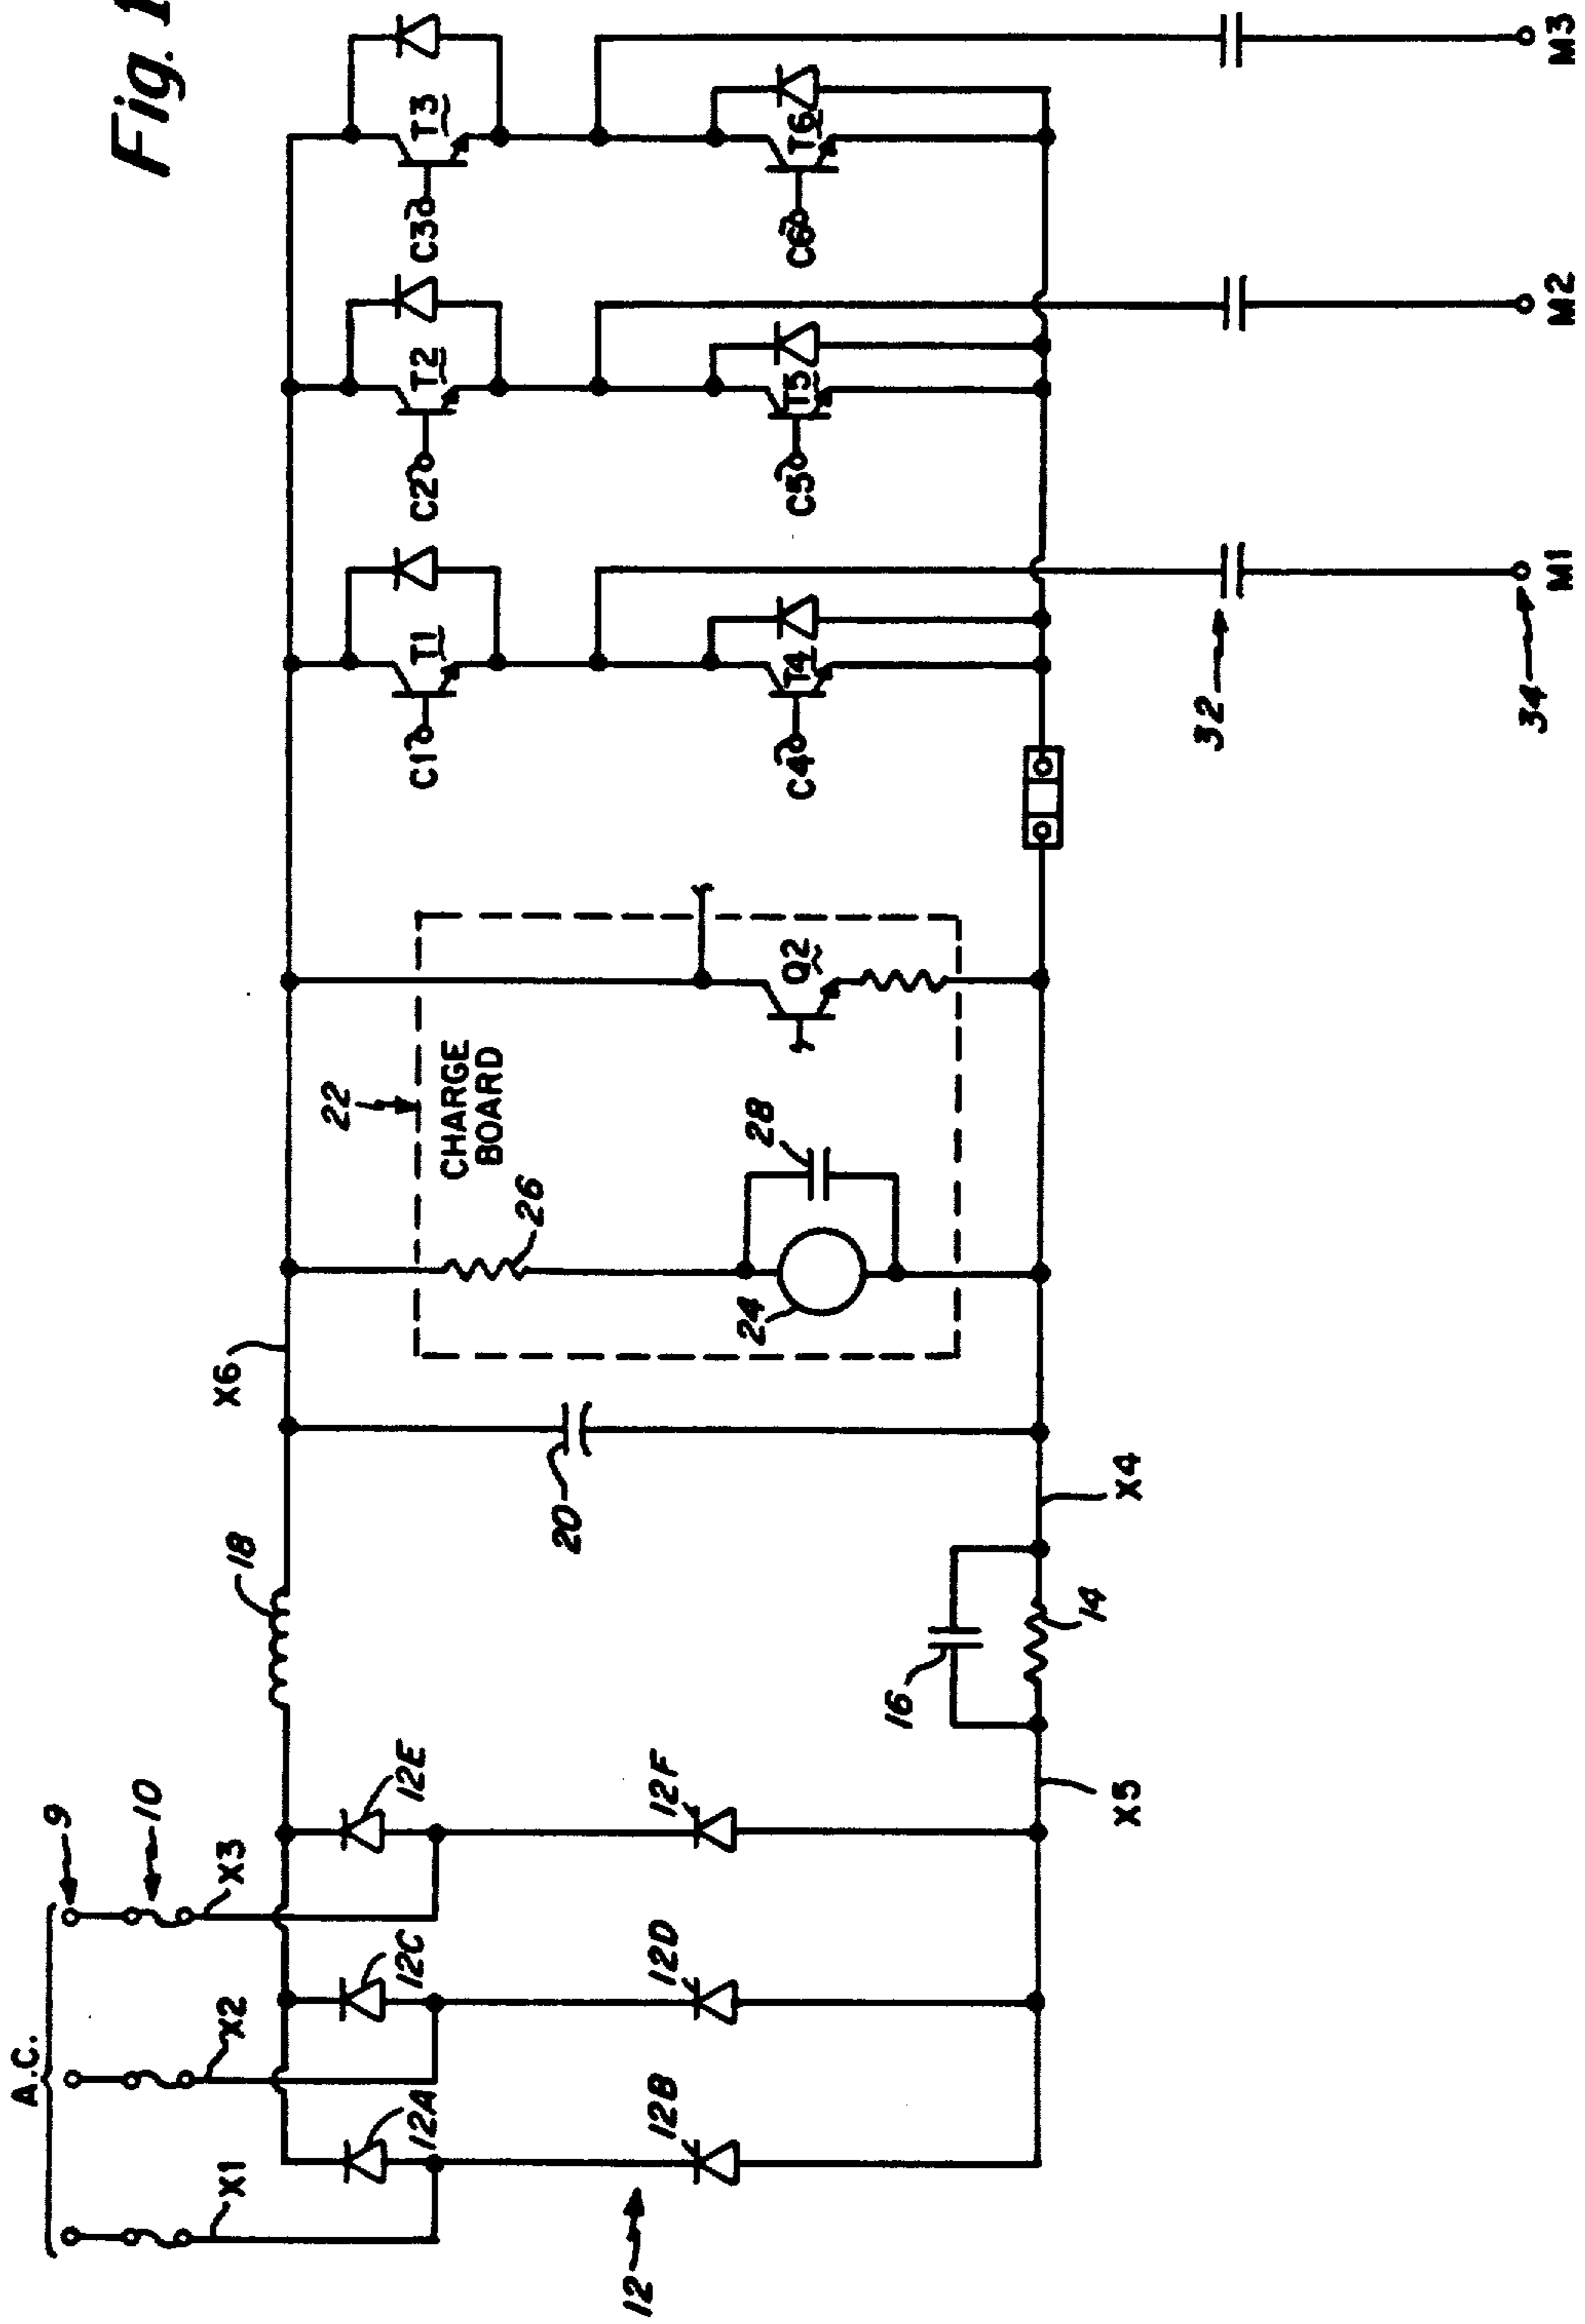 Fig. 1
A.C.
9
10
X1
X2
X3
12
12A
12C
12E
12B
12D
12F
18
X6
20
16
14
X5
X4
22
CHARGE
BOARD
26
24
28
Q2
C1
T1
C2
T2
C3
T3
C4
T4
C5
T5
C6
T6
32
34
M1
M2
M3